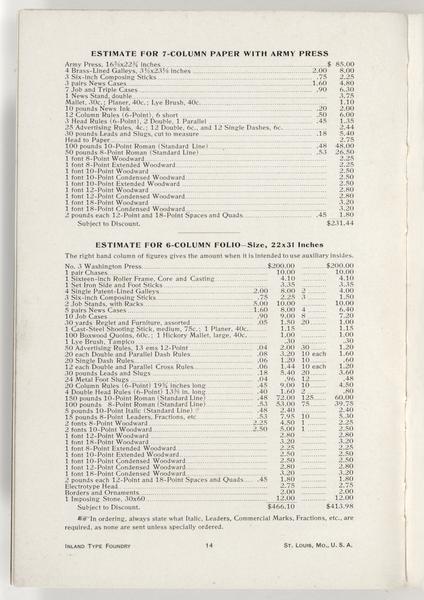 ESTIMATE FOR 7-COLUMN PAPER WITH ARMY PRESS
Army Press, 16¾x22¾ inches $ 85.00
4 Brass-Lined Galleys, 3½x23½ inches 2.00 8.00
3 Six-inch Composing Sticks .75 2.25
3 pairs News Cases 1.60 4.80
7 Job and Triple Cases .90 6.30
1 News Stand, double 3.75
Mallet, 30c.; Planer, 40c.; Lye Brush, 40c. 1.10
10 pounds News Ink .20 2.00
12 Column Rules (6-Point), 6 short .50 6.00
3 Head Rules (6-Point), 2 Double, 1 Parallel .45 1.35
25 Advertising Rules, 4c.; 12 Double, 6c., and 12 Single Dashes, 6c. 2.44
30 pounds Leads and Slugs, cut to measure .18 5.40
Head to Paper 2.75
100 pounds 10-Point Roman (Standard Line) .48 48.00
50 pounds 8-Point Roman (Standard Line) .53 26.50
1 font 8-Point Woodward 2.25
1 font 8-Point Extended Woodward 2.25
1 font 10-Point Woodward 2.50
1 font 10-Point Condensed Woodward 2.50
1 font 10-Point Extended Woodward 2.50
1 font 12-Point Woodward 2.80
1 font 12-Point Condensed Woodward 2.80
1 font 18-Point Woodward 3.20
1 font 18-Point Condensed Woodward 3.20
2 pounds each 12-Point and 18-Point Spaces and Quads .45 1.80
Subject to Discount. $231.44
ESTIMATE FOR 6-COLUMN FOLIO—Size, 22x31 Inches
The right hand column of figures gives the amount when it is intended to use auxiliary insides.
No. 3 Washington Press $200.00 $200.00
1 pair Chases 10.00 10.00
1 Sixteen-inch Roller Frame, Core and Casting 4.10 4.10
1 Set Iron Side and Foot Sticks 3.35 3.35
4 Single Patent-Lined Galleys 2.00 8.00 2 4.00
3 Six-inch Composing Sticks .75 2.25 3 1.50
2 Job Stands, with Racks 5.00 10.00 10.00
5 pairs News Cases 1.60 8.00 4 6.40
10 Job Cases .90 9.00 8 7.20
30 yards Reglet and Furniture, assorted .05 1.50 20 1.00
1 Cast-Steel Shooting Stick, medium, 75c.; 1 Planer, 40c. 1.15 1.15
100 Boxwood Quoins, 60c.; 1 Hickory Mallet, large, 40c. 1.00 1.00
1 Lye Brush, Tampico .30 .30
50 Advertising Rules, 13 ems 12-Point .04 2.00 30 1.20
20 each Double and Parallel Dash Rules .08 3.20 10 each 1.60
20 Single Dash Rules .06 1.20 10 .60
12 each Double and Parallel Cross Rules .06 1.44 10 each 1.20
30 pounds Leads and Slugs .18 5.40 20 3.60
24 Metal Foot Slugs .04 .96 12 .48
20 Column Rules (6-Point) 19¾ inches long .45 9.00 10 4.50
4 Double Head Rules (6-Point) 13½ in. long .40 1.60 2 .80
150 pounds 10-Point Roman (Standard Line) .48 72.00 125 60.00
100 pounds 8-Point Roman (Standard Line) .53 53.00 75 39.75
5 pounds 10-Point Italic (Standard Line) .48 2.40 2.40
15 pounds 8-Point Leaders, Fractions, etc. .53 7.95 10 5.30
2 fonts 8-Point Woodward 2.25 4.50 1 2.25
2 fonts 10-Point Woodward 2.50 5.00 1 2.50
1 font 12-Point Woodward 2.80 2.80
1 font 18-Point Woodward 3.20 3.20
1 font 8-Point Extended Woodward 2.25 2.25
1 font 10-Point Extended Woodward 2.50 2.50
1 font 10-Point Condensed Woodward 2.50 2.50
1 font 12-Point Condensed Woodward 2.80 2.80
1 font 18-Point Condensed Woodward 3.20 3.20
2 pounds each 12-Point and 18-Point Spaces and Quads .45 1.80 1.80
Electrotype Head 2.75 2.75
Borders and Ornaments 2.00 2.00
1 Imposing Stone, 30x60 12.00 12.00
Subject to Discount. $466.10 $413.98
☞ In ordering, always state what Italic, Leaders, Commercial Marks, Fractions, etc., are
required, as none are sent unless specially ordered.
INLAND TYPE FOUNDRY 14 ST. LOUIS, MO., U. S. A.